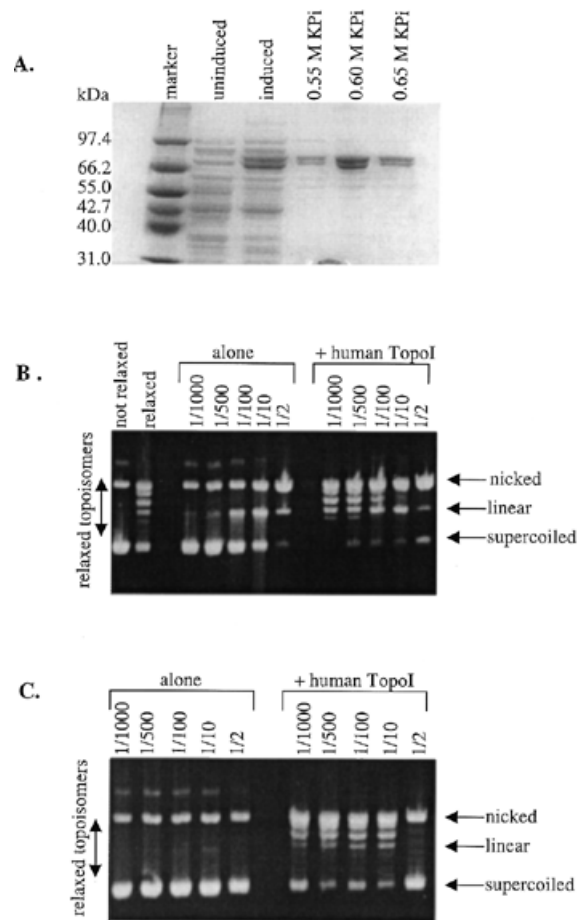 A.
kDa
marker
uninduced
induced
0.55 M KPi
0.60 M KPi
0.65 M KPi
97.4
66.2
55.0
42.7
40.0
31.0
B .
alone
+ human TopoI
not relaxed
relaxed
1/1000
1/500
1/100
1/10
1/2
1/1000
1/500
1/100
1/10
1/2
relaxed topoisomers
nicked
linear
supercoiled
C.
alone
+ human TopoI
1/1000
1/500
1/100
1/10
1/2
1/1000
1/500
1/100
1/10
1/2
relaxed topoisomers
nicked
linear
supercoiled